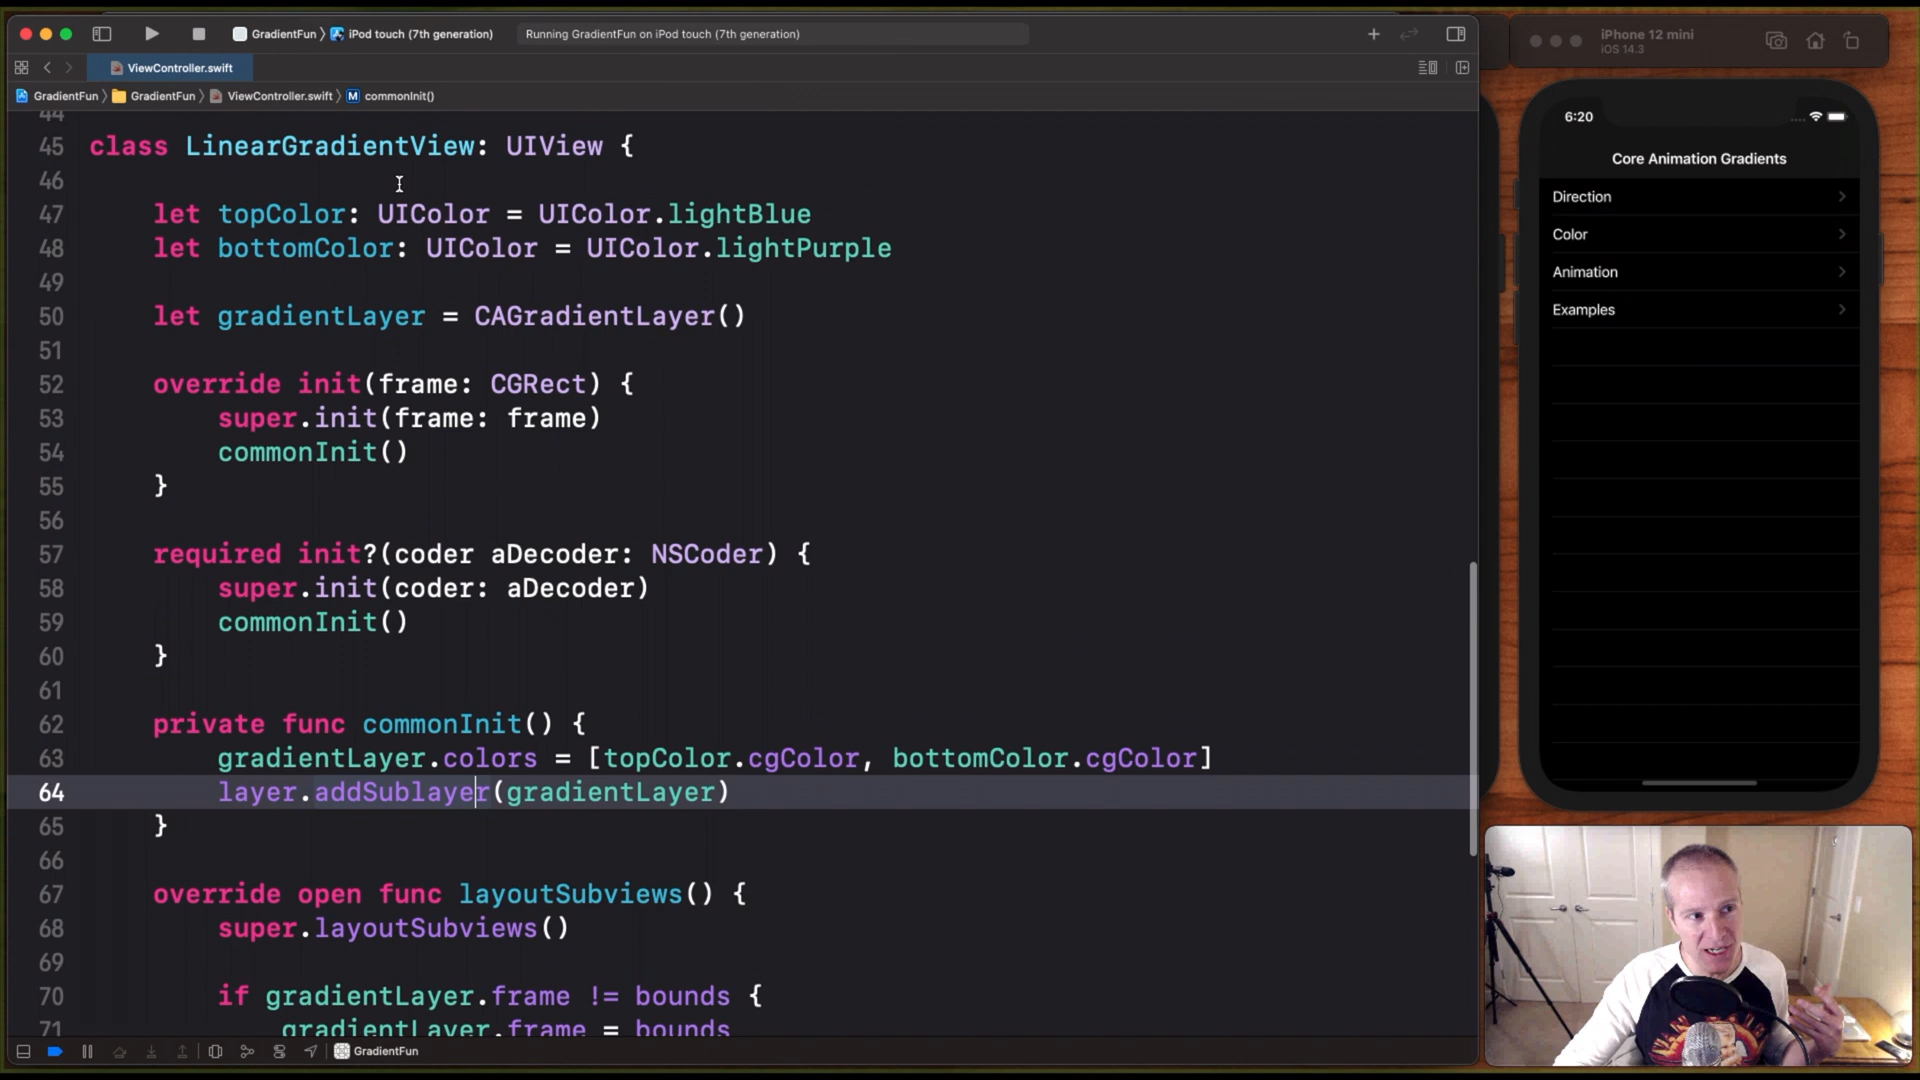 GradientFun
iPod touch (7th generation)
Running GradientFun on iPod touch (7th generation)
ViewController.swift
GradientFun
GradientFun
ViewController.swift
M commonInit()
44
45 class LinearGradientView: UIView {
46
47 let topColor: UIColor = UIColor.lightBlue
48 let bottomColor: UIColor = UIColor.lightPurple
49
50 let gradientLayer = CAGradientLayer()
51
52 override init(frame: CGRect) {
53 super.init(frame: frame)
54 commonInit()
55 }
56
57 required init?(coder aDecoder: NSCoder) {
58 super.init(coder: aDecoder)
59 commonInit()
60 }
61
62 private func commonInit() {
63 gradientLayer.colors = [topColor.cgColor, bottomColor.cgColor]
64 layer.addSublayer(gradientLayer)
65 }
66
67 override open func layoutSubviews() {
68 super.layoutSubviews()
69
70 if gradientLayer.frame != bounds {
71 gradientLayer.frame = bounds
GradientFun
iPhone 12 mini
iOS 14.3
6:20
Core Animation Gradients
Direction
Color
Animation
Examples